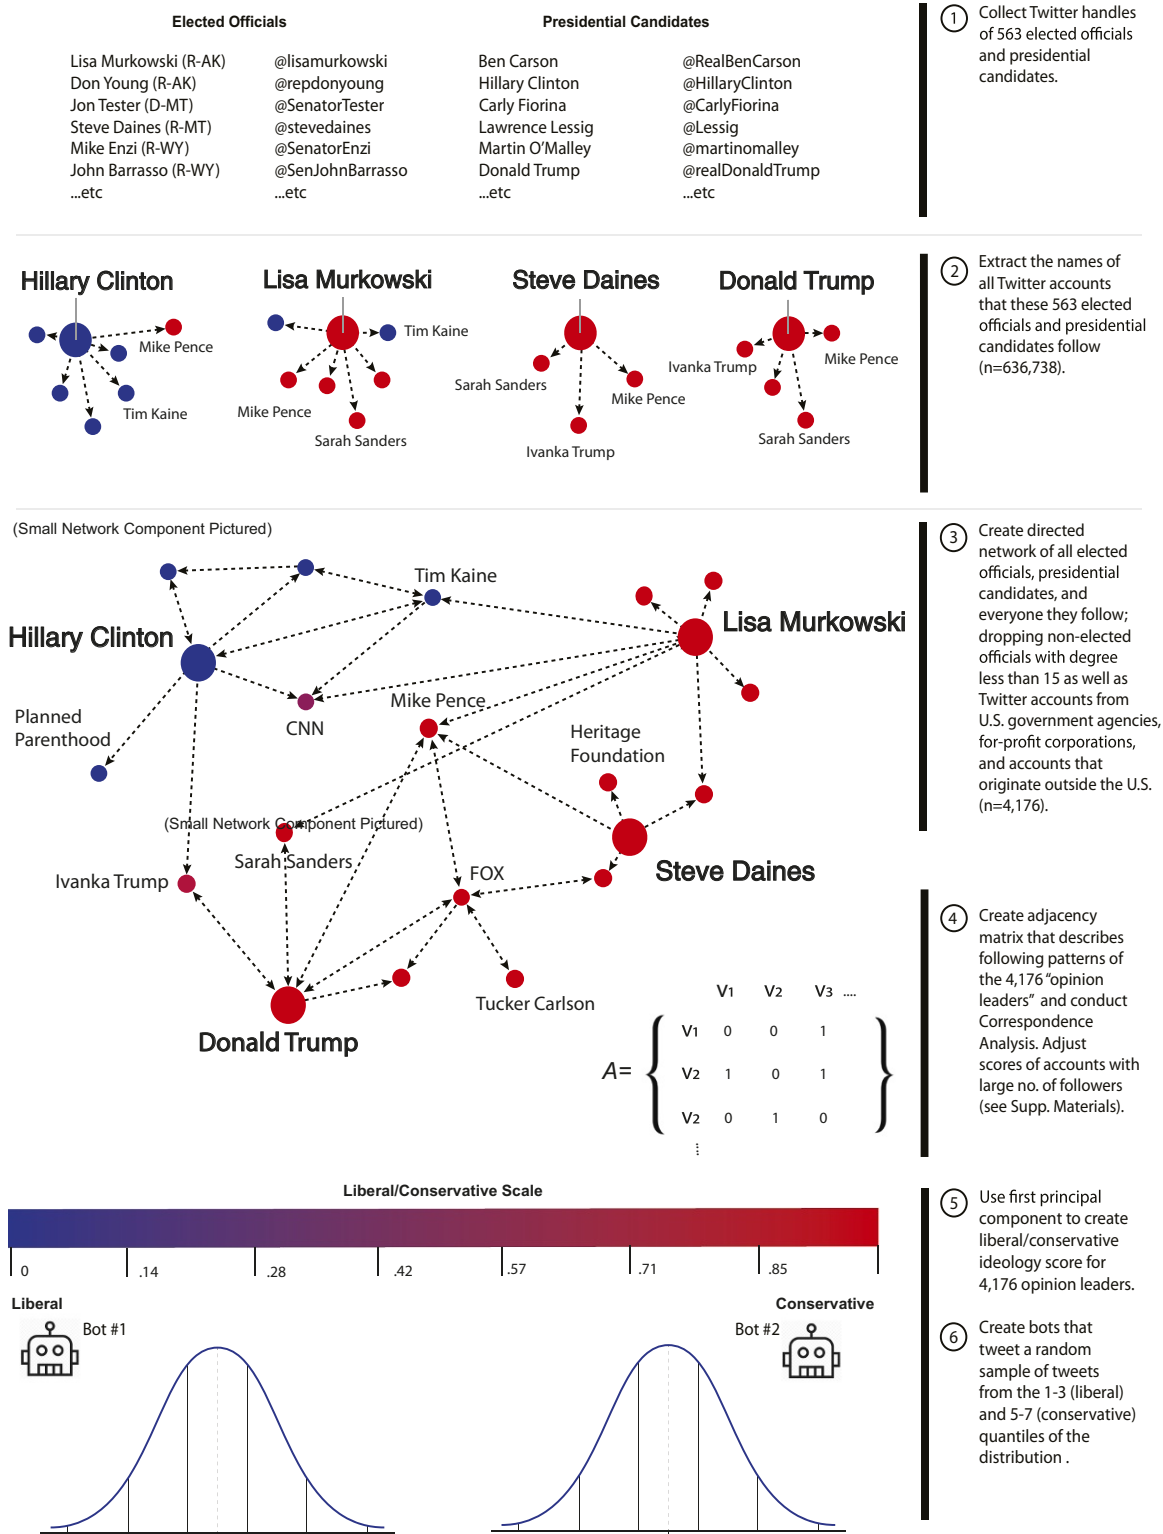 Elected Officials
Presidential Candidates
Lisa Murkowski (R-AK) @lisamurkowski Ben Carson @RealBenCarson
Don Young (R-AK) @repdonyoung Hillary Clinton @HillaryClinton
Jon Tester (D-MT) @SenatorTester Carly Fiorina @CarlyFiorina
Steve Daines (R-MT) @stevedaines Lawrence Lessig @Lessig
Mike Enzi (R-WY) @SenatorEnzi Martin O'Malley @martinomalley
John Barrasso (R-WY) @SenJohnBarrasso Donald Trump @realDonaldTrump
...etc ...etc ...etc ...etc
1
Collect Twitter handles
of 563 elected officials
and presidential
candidates.
Hillary Clinton
Mike Pence
Tim Kaine
Lisa Murkowski
Tim Kaine
Mike Pence
Sarah Sanders
Steve Daines
Sarah Sanders
Mike Pence
Ivanka Trump
Donald Trump
Ivanka Trump
Mike Pence
Sarah Sanders
2
Extract the names of
all Twitter accounts
that these 563 elected
officials and presidential
candidates follow
(n=636,738).
(Small Network Component Pictured)
Tim Kaine
Hillary Clinton
Lisa Murkowski
Planned
Parenthood
CNN
Mike Pence
Heritage
Foundation
(Small Network Component Pictured)
Sarah Sanders
Ivanka Trump
FOX
Steve Daines
Tucker Carlson
Donald Trump
3
Create directed
network of all elected
officials, presidential
candidates, and
everyone they follow;
dropping non-elected
officials with degree
less than 15 as well as
Twitter accounts from
U.S. government agencies,
for-profit corporations,
and accounts that
originate outside the U.S.
(n=4,176).
V1 V2 V3 ....
V1 0 0 1
A= V2 1 0 1
V2 0 1 0
4
Create adjacency
matrix that describes
following patterns of
the 4,176 "opinion
leaders" and conduct
Correspondence
Analysis. Adjust
scores of accounts with
large no. of followers
(see Supp. Materials).
Liberal/Conservative Scale
0 .14 .28 .42 .57 .71 .85
Liberal
Conservative
Bot #1
Bot #2
5
Use first principal
component to create
liberal/conservative
ideology score for
4,176 opinion leaders.
6
Create bots that
tweet a random
sample of tweets
from the 1-3 (liberal)
and 5-7 (conservative)
quantiles of the
distribution .